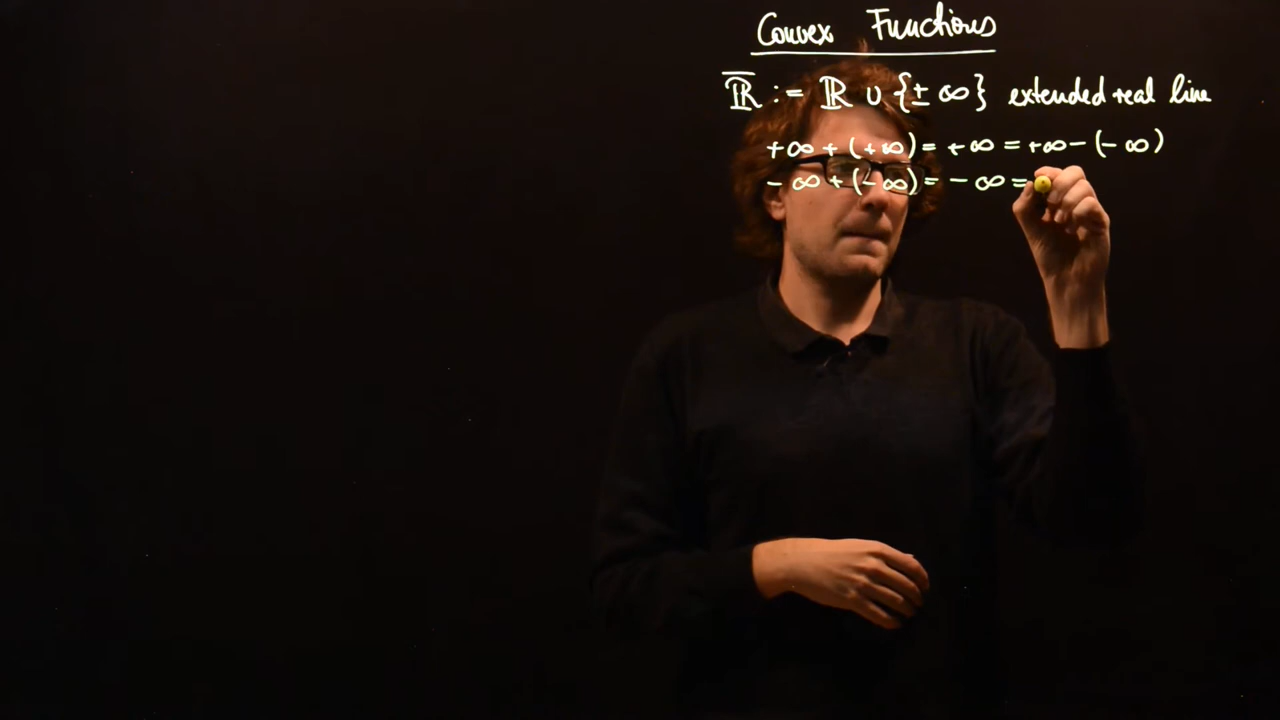 Convex Functions
ℝ̅ := ℝ ∪ {± ∞} extended real line
+∞ + (+∞) = +∞ = +∞ - (-∞)
-∞ + (-∞) = -∞ =